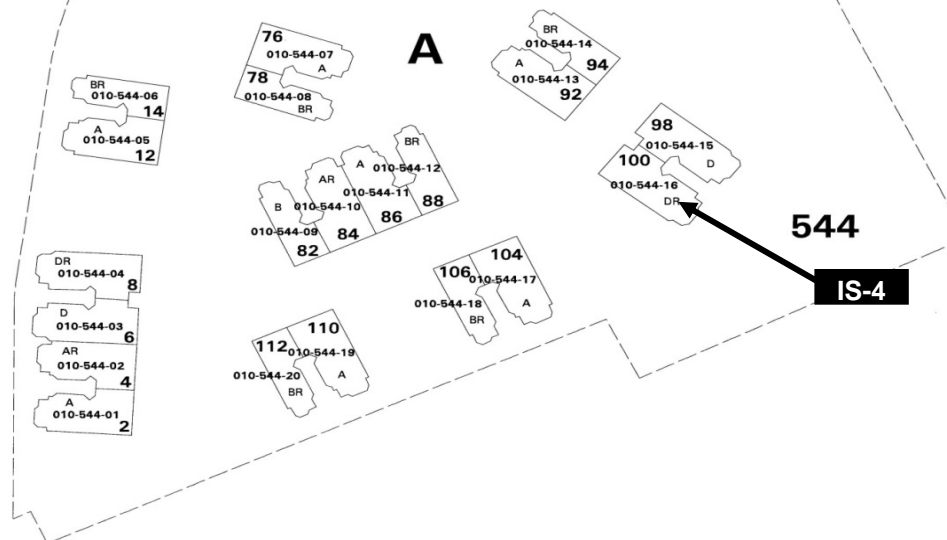 A
76
010-544-07
A
78
010-544-08
BR
BR
010-544-14
94
A
010-544-13
92
BR
010-544-06
14
A
010-544-05
12
98
010-544-15
D
100
010-544-16
DR
BR
010-544-12
88
A
010-544-11
86
AR
010-544-10
84
B
010-544-09
82
544
IS-4
DR
010-544-04
8
D
010-544-03
6
AR
010-544-02
4
A
010-544-01
2
104
010-544-17
A
106
010-544-18
BR
110
010-544-19
A
112
010-544-20
BR